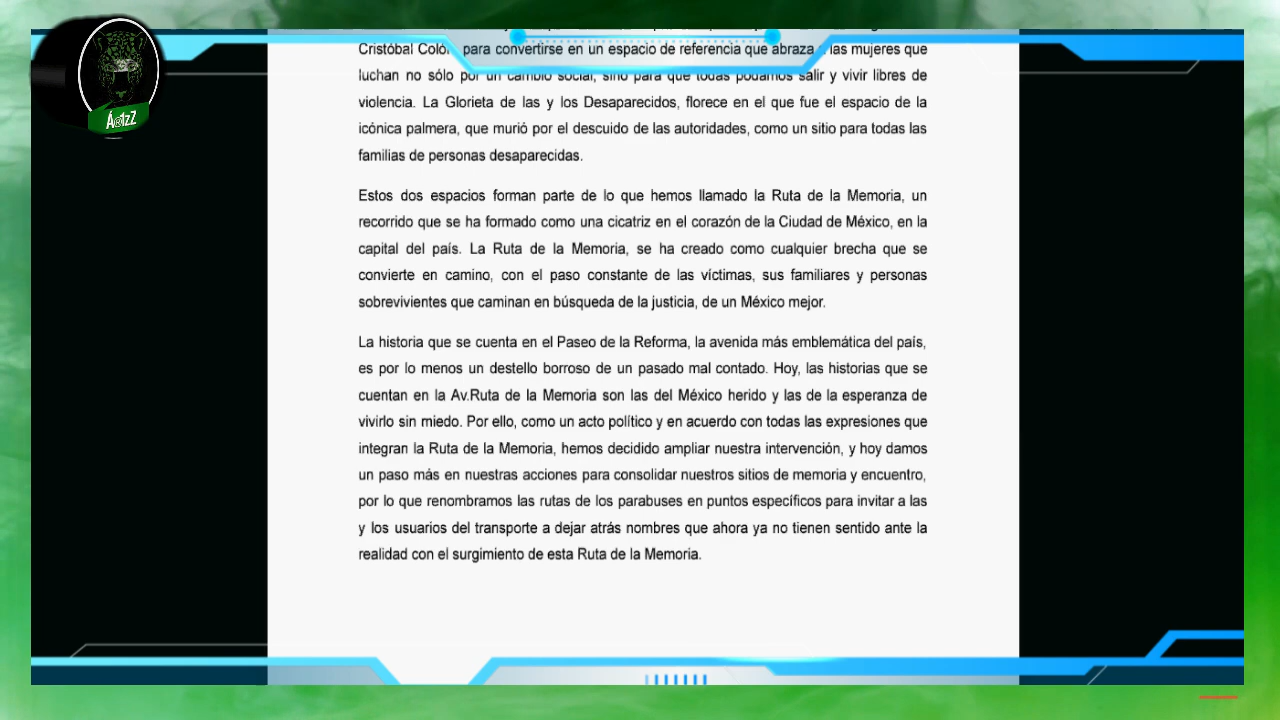 Cristóbal Colón para convertirse en un espacio de referencia que abraza a las mujeres que
luchan no sólo por un cambio social, sino para que todas podamos salir y vivir libres de
violencia. La Glorieta de las y los Desaparecidos, florece en el que fue el espacio de la
icónica palmera, que murió por el descuido de las autoridades, como un sitio para todas las
familias de personas desaparecidas.
Estos dos espacios forman parte de lo que hemos llamado la Ruta de la Memoria, un
recorrido que se ha formado como una cicatriz en el corazón de la Ciudad de México, en la
capital del país. La Ruta de la Memoria, se ha creado como cualquier brecha que se
convierte en camino, con el paso constante de las víctimas, sus familiares y personas
sobrevivientes que caminan en búsqueda de la justicia, de un México mejor.
La historia que se cuenta en el Paseo de la Reforma, la avenida más emblemática del país,
es por lo menos un destello borroso de un pasado mal contado. Hoy, las historias que se
cuentan en la Av.Ruta de la Memoria son las del México herido y las de la esperanza de
vivirlo sin miedo. Por ello, como un acto político y en acuerdo con todas las expresiones que
integran la Ruta de la Memoria, hemos decidido ampliar nuestra intervención, y hoy damos
un paso más en nuestras acciones para consolidar nuestros sitios de memoria y encuentro,
por lo que renombramos las rutas de los parabuses en puntos específicos para invitar a las
y los usuarios del transporte a dejar atrás nombres que ahora ya no tienen sentido ante la
realidad con el surgimiento de esta Ruta de la Memoria.
Á@1zZ